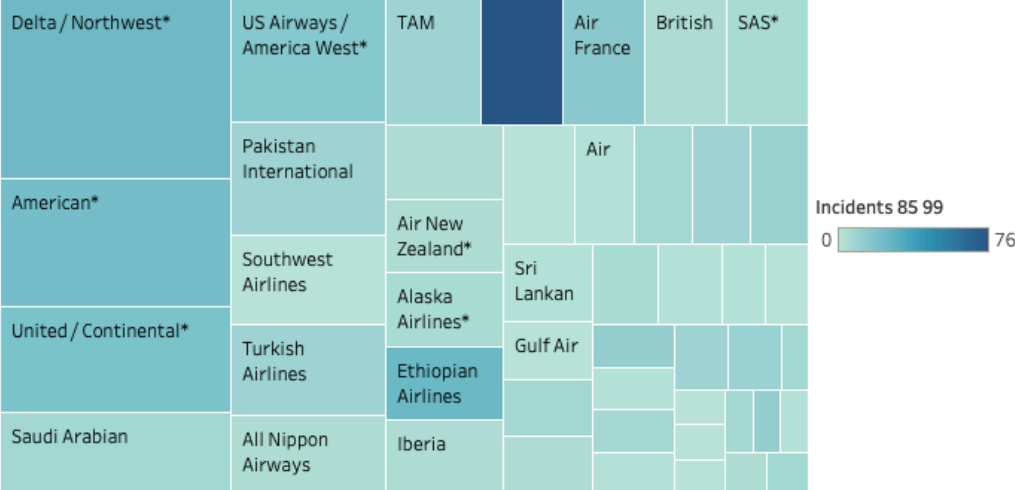 Delta / Northwest*
American*
United / Continental*
Saudi Arabian
US Airways /
America West*
Pakistan
International
Southwest
Airlines
Turkish
Airlines
All Nippon
Airways
TAM
Air
France
British
SAS*
Air New
Zealand*
Alaska
Airlines*
Ethiopian
Airlines
Iberia
Air
Sri
Lankan
Gulf Air
Incidents 85 99
0
76